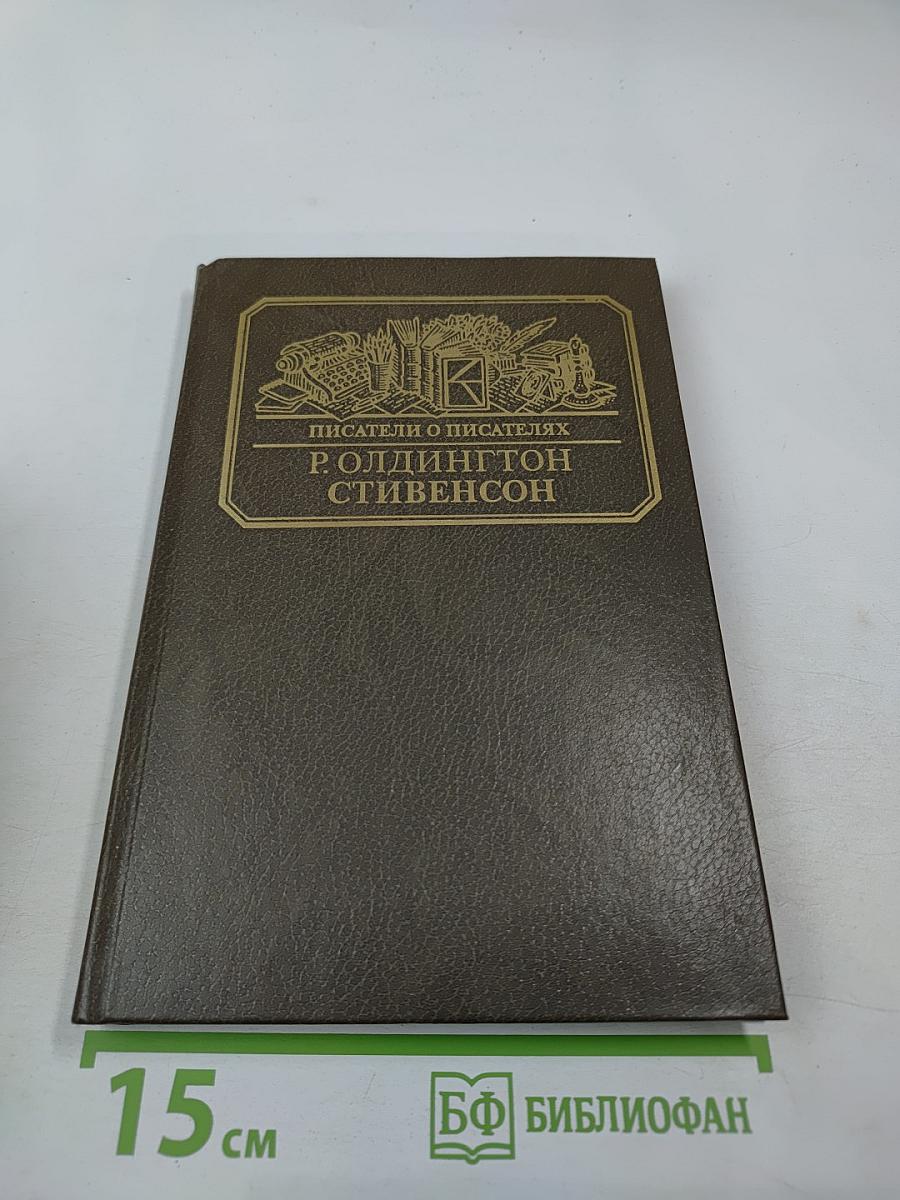 ПИСАТЕЛИ О ПИСАТЕЛЯХ
Р. ОЛДИНГТОН
СТИВЕНСОН
15 см
БФ БИБЛИОФАН